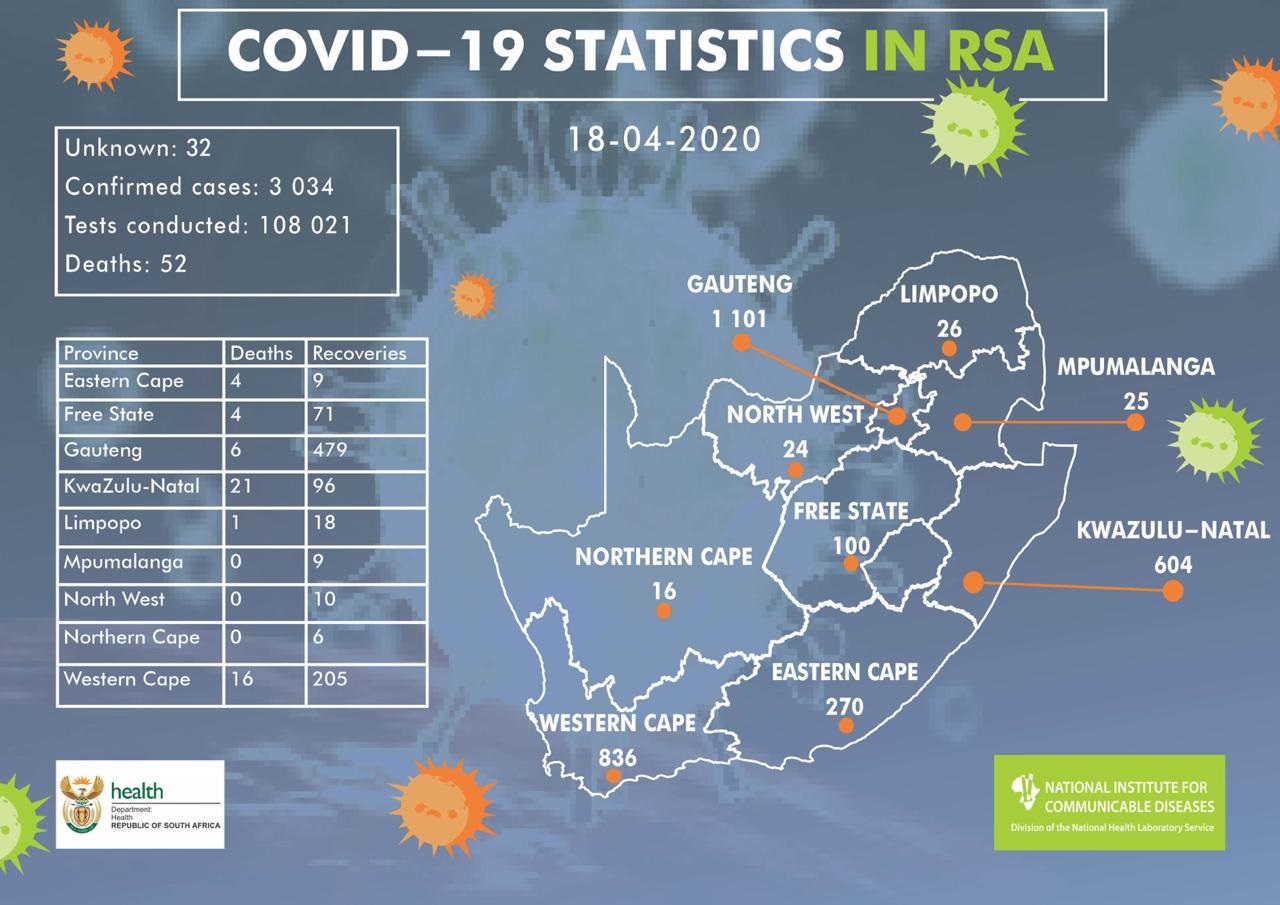 COVID–19 STATISTICS IN RSA
18-04-2020
Unknown: 32
Confirmed cases: 3 034
Tests conducted: 108 021
Deaths: 52
Province Deaths Recoveries
Eastern Cape 4 9
Free State 4 71
Gauteng 6 479
KwaZulu-Natal 21 96
Limpopo 1 18
Mpumalanga 0 9
North West 0 10
Northern Cape 0 6
Western Cape 16 205
GAUTENG
1 101
LIMPOPO
26
MPUMALANGA
25
NORTH WEST
24
FREE STATE
100
KWAZULU–NATAL
604
NORTHERN CAPE
16
EASTERN CAPE
270
WESTERN CAPE
836
health
Department:
Health
REPUBLIC OF SOUTH AFRICA
NATIONAL INSTITUTE FOR
COMMUNICABLE DISEASES
Division of the National Health Laboratory Service